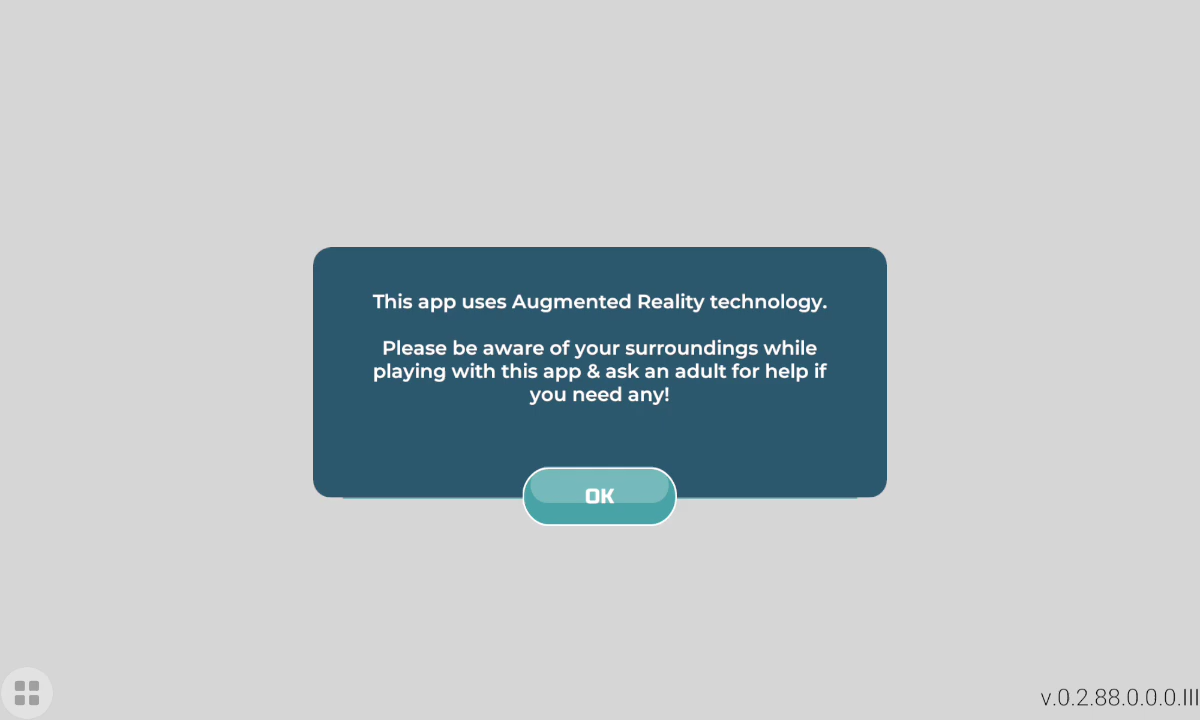 This app uses Augmented Reality technology.
Please be aware of your surroundings while
playing with this app & ask an adult for help if
you need any!
OK
v.0.2.88.0.0.0.III